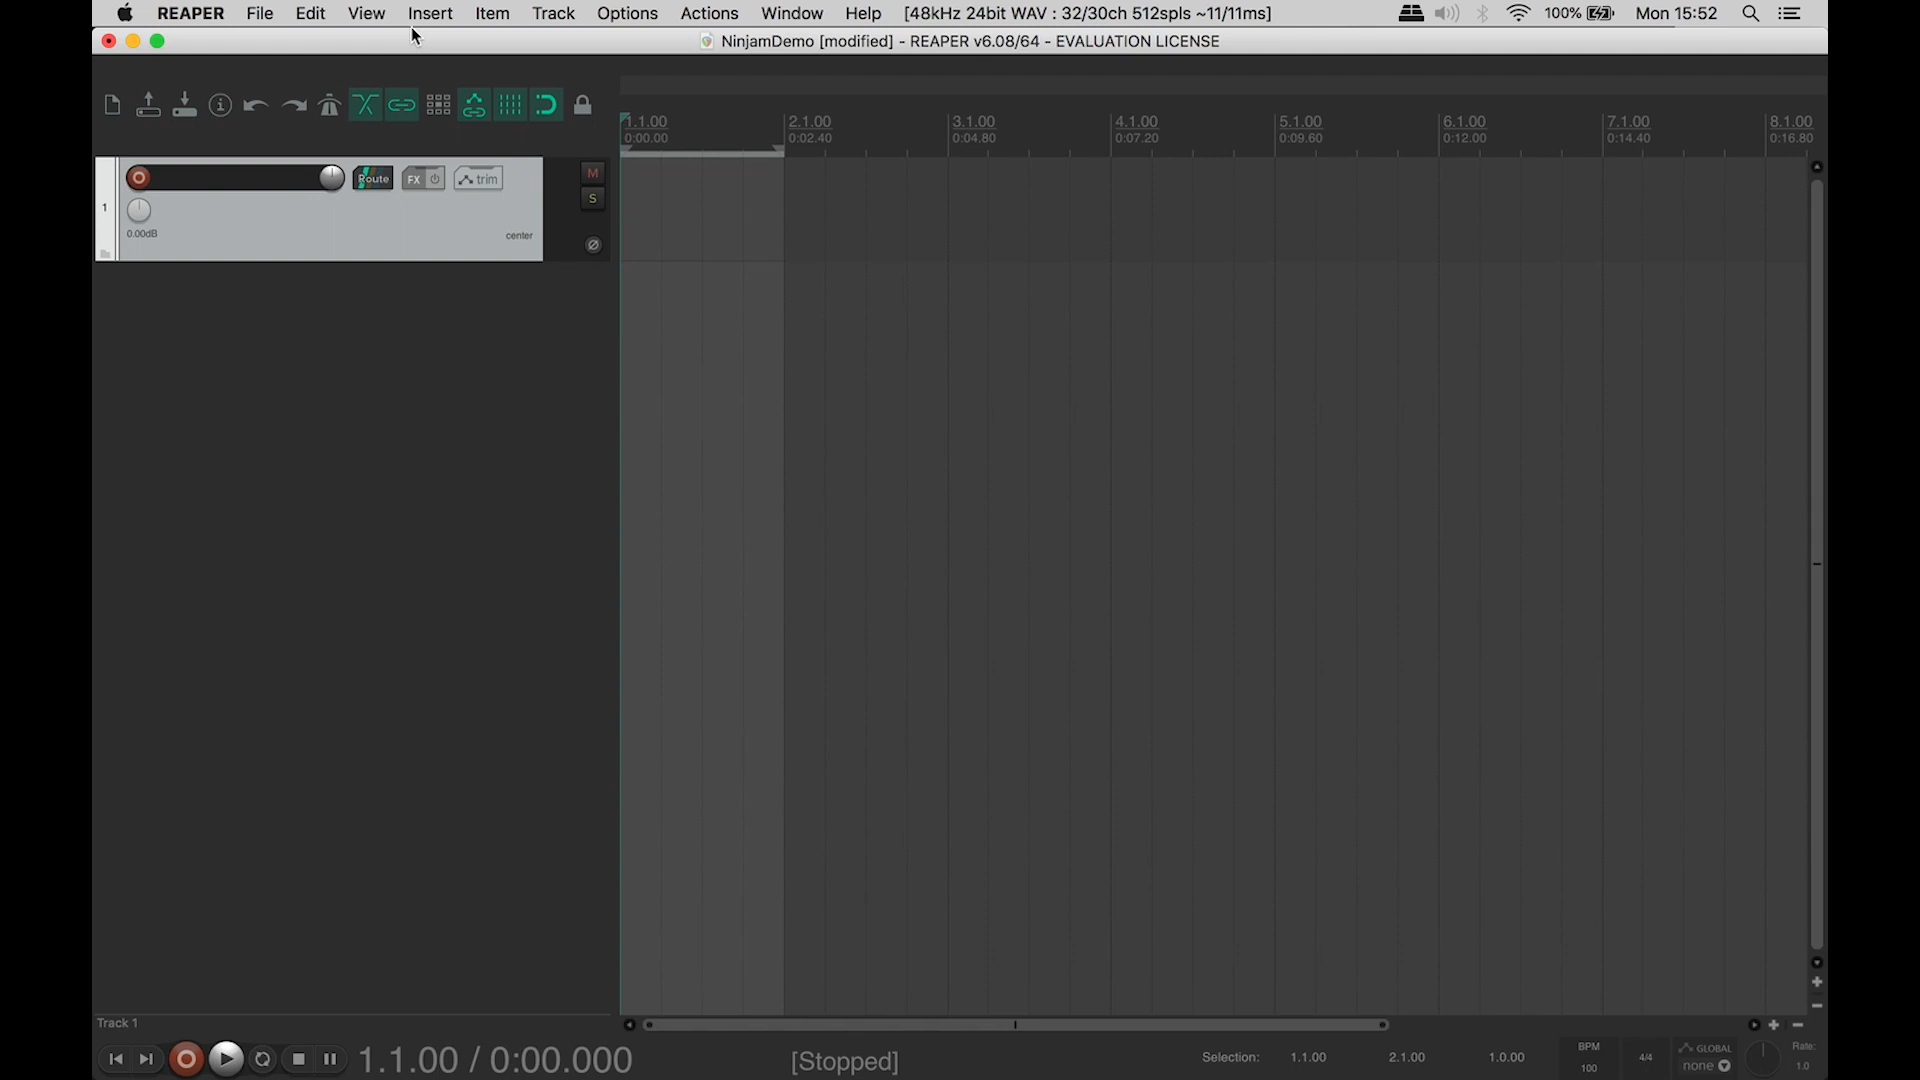 REAPER File Edit View Insert Item Track Options Actions Window Help [48kHz 24bit WAV : 32/30ch 512spls ~11/11ms] 100% Mon 15:52
NinjamDemo [modified] - REAPER v6.08/64 - EVALUATION LICENSE
1.1.00 2.1.00 3.1.00 4.1.00 5.1.00 6.1.00 7.1.00 8.1.00
0:00.00 0:02.40 0:04.80 0:07.20 0:09.60 0:12.00 0:14.40 0:16.80
Route FX trim M
1 S
0.00dB center
Track 1
1.1.00 / 0:00.000 [Stopped] Selection: 1.1.00 2.1.00 1.0.00 BPM 100 4/4 GLOBAL none Rate: 1.0